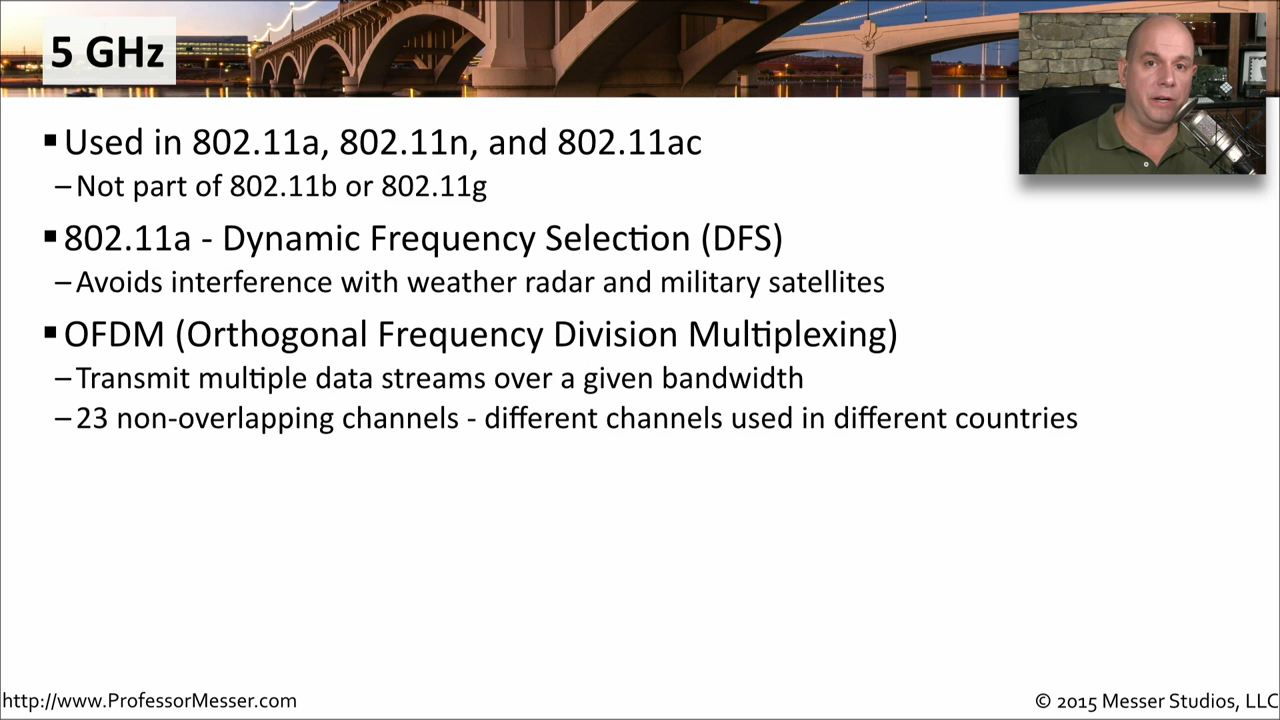 5 GHz
▪ Used in 802.11a, 802.11n, and 802.11ac
– Not part of 802.11b or 802.11g
▪ 802.11a - Dynamic Frequency Selection (DFS)
– Avoids interference with weather radar and military satellites
▪ OFDM (Orthogonal Frequency Division Multiplexing)
– Transmit multiple data streams over a given bandwidth
– 23 non-overlapping channels - different channels used in different countries
http://www.ProfessorMesser.com
© 2015 Messer Studios, LLC